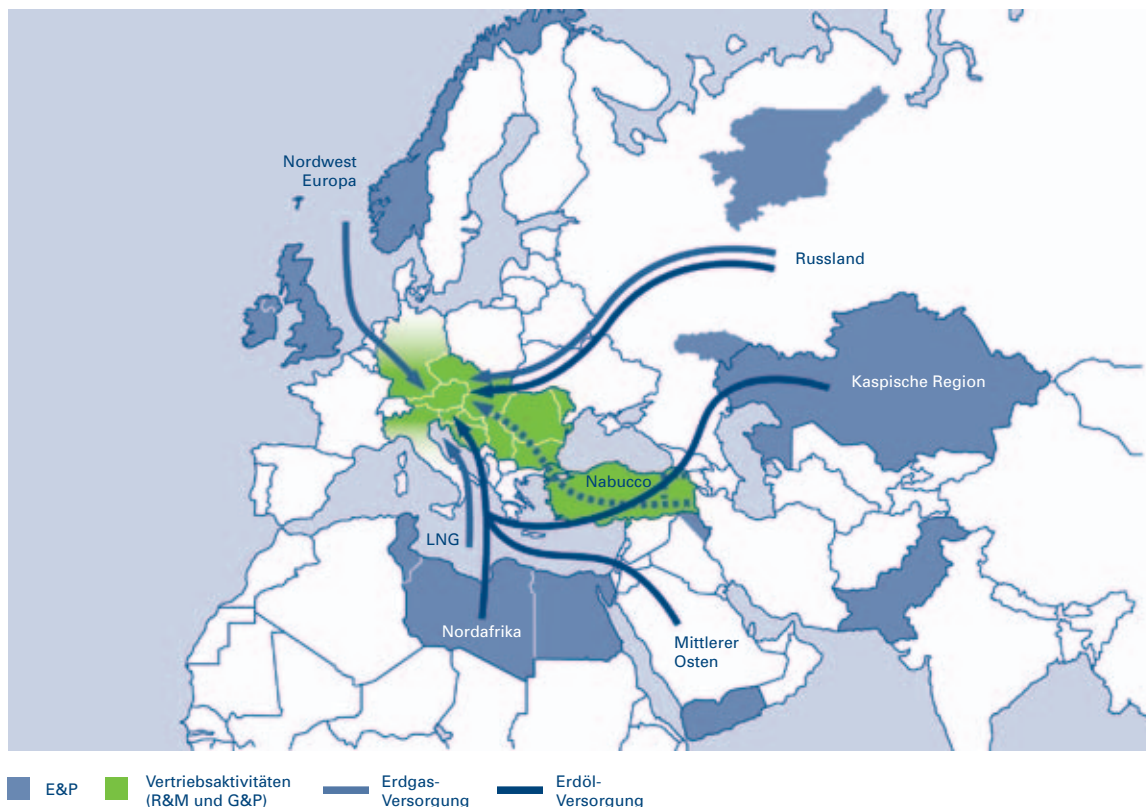 Nordwest
Europa
Russland
Kaspische Region
Nabucco
LNG
Nordafrika
Mittlerer
Osten
E&P
Vertriebsaktivitäten
(R&M und G&P)
Erdgas-
Versorgung
Erdöl-
Versorgung